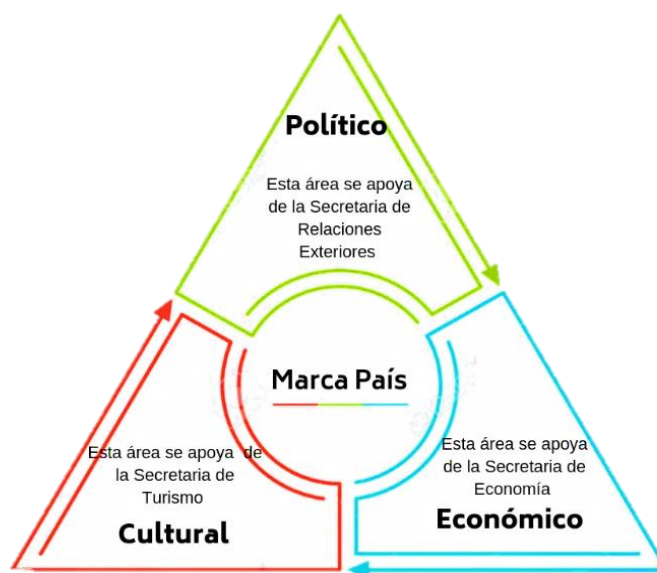 Político
Esta área se apoya
de la Secretaria de
Relaciones
Exteriores
Marca País
Esta área se apoya de
la Secretaria de
Turismo
Cultural
Esta área se apoya
de la Secretaria de
Economía
Económico